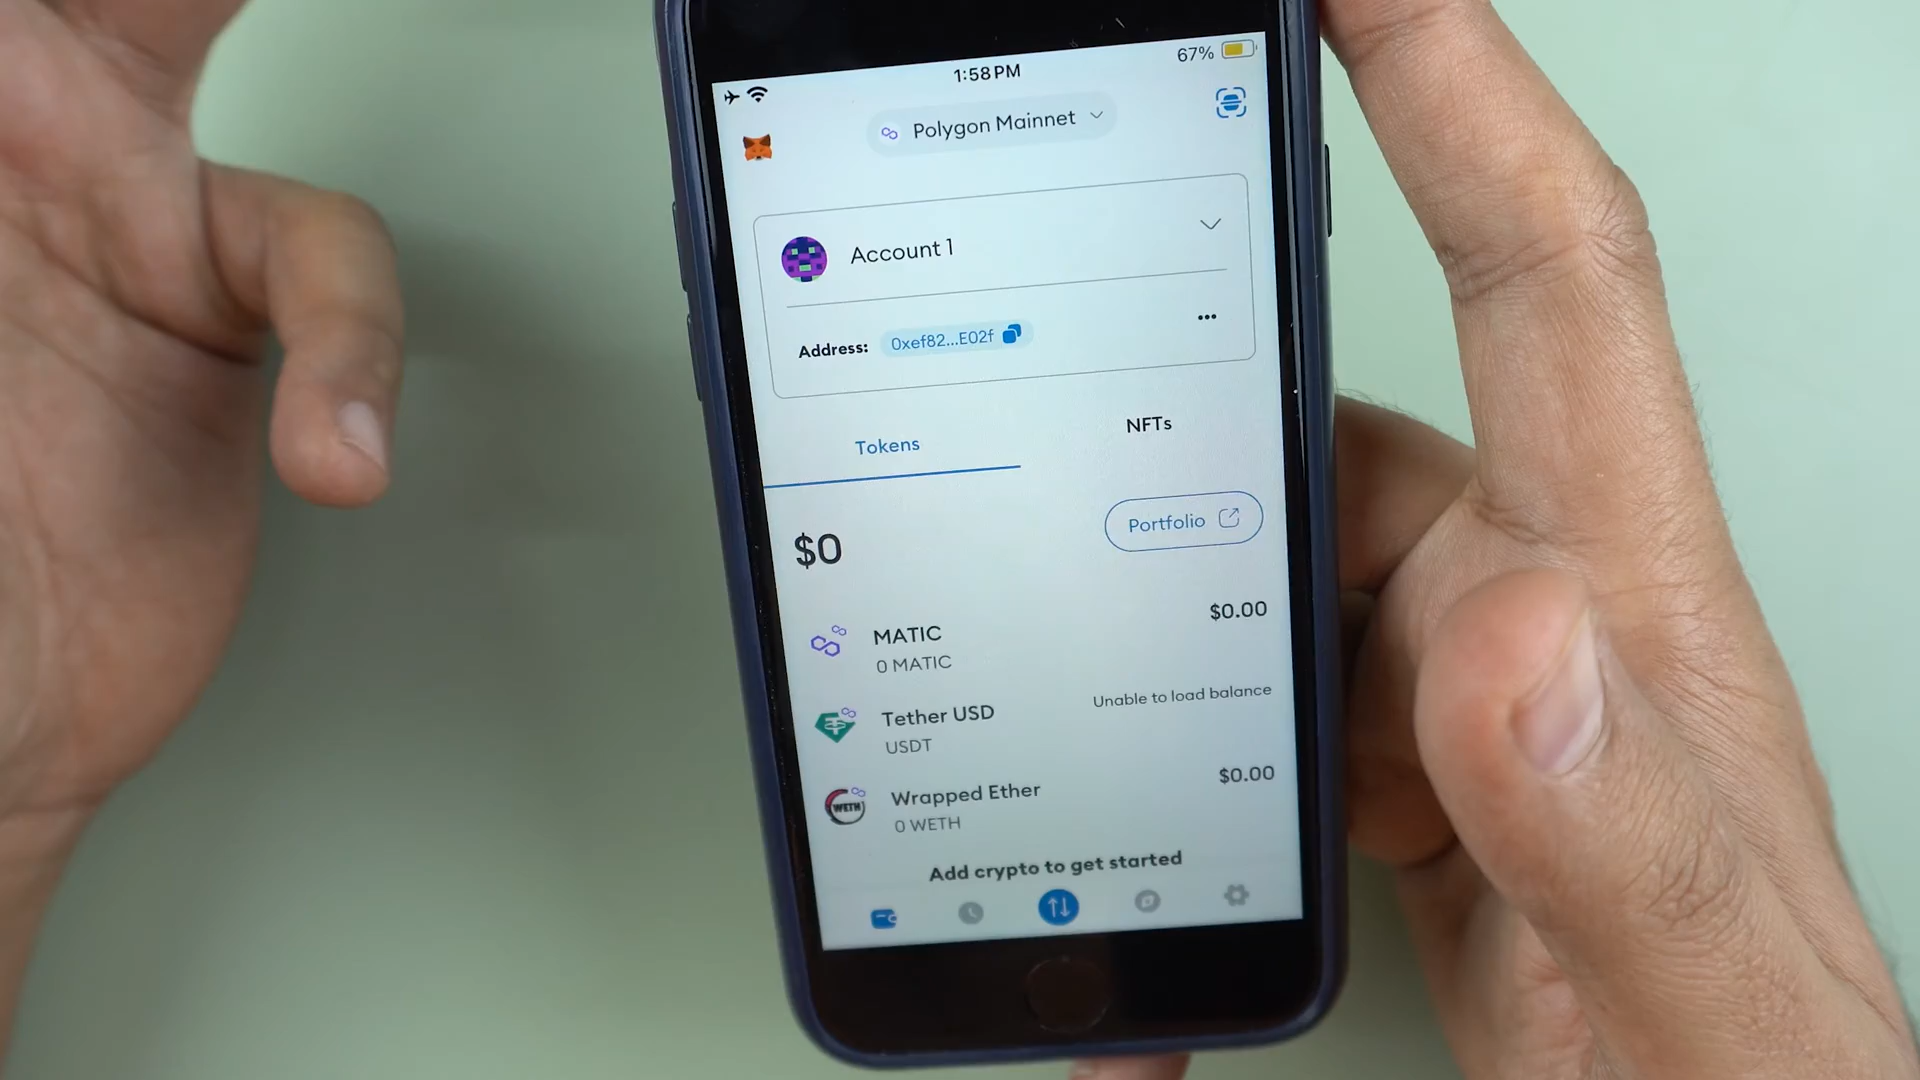 67%
1:58 PM
Polygon Mainnet
Account 1
Address: 0xef82...E02f
Tokens
NFTs
$0
Portfolio
MATIC
$0.00
0 MATIC
Tether USD
Unable to load balance
USDT
Wrapped Ether
$0.00
WETH
0 WETH
Add crypto to get started